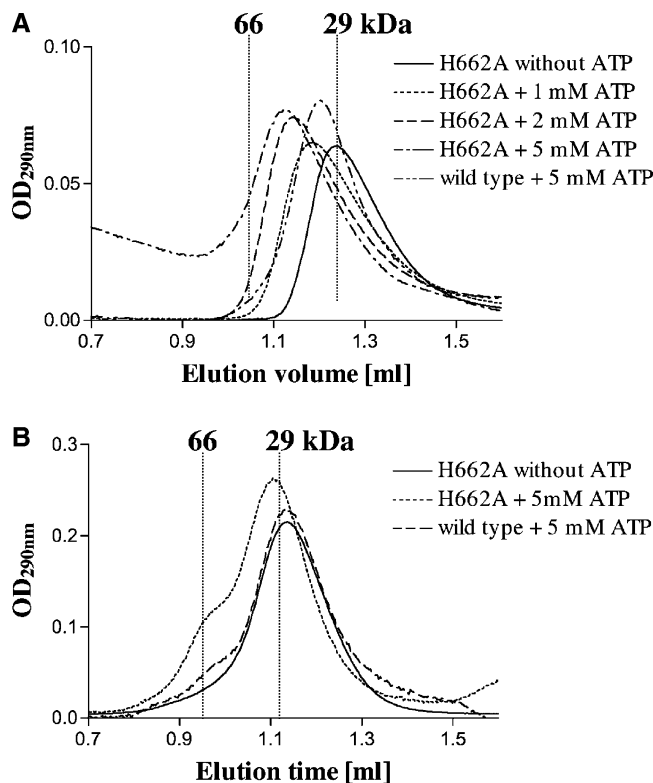 A
66 29 kDa
H662A without ATP
H662A + 1 mM ATP
H662A + 2 mM ATP
H662A + 5 mM ATP
wild type + 5 mM ATP
OD290nm
0.10
0.05
0.00
0.7 0.9 1.1 1.3 1.5
Elution volume [ml]
B
66 29 kDa
H662A without ATP
H662A + 5mM ATP
wild type + 5 mM ATP
OD290nm
0.3
0.2
0.1
0.0
0.7 0.9 1.1 1.3 1.5
Elution time [ml]